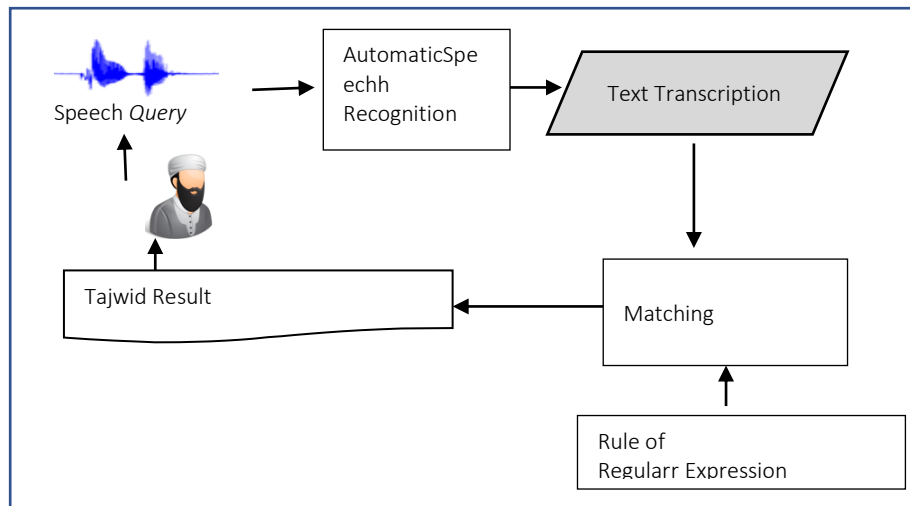 Speech Query
AutomaticSpe
echh
Recognition
Text Transcription
Tajwid Result
Matching
Rule of
Regularr Expression